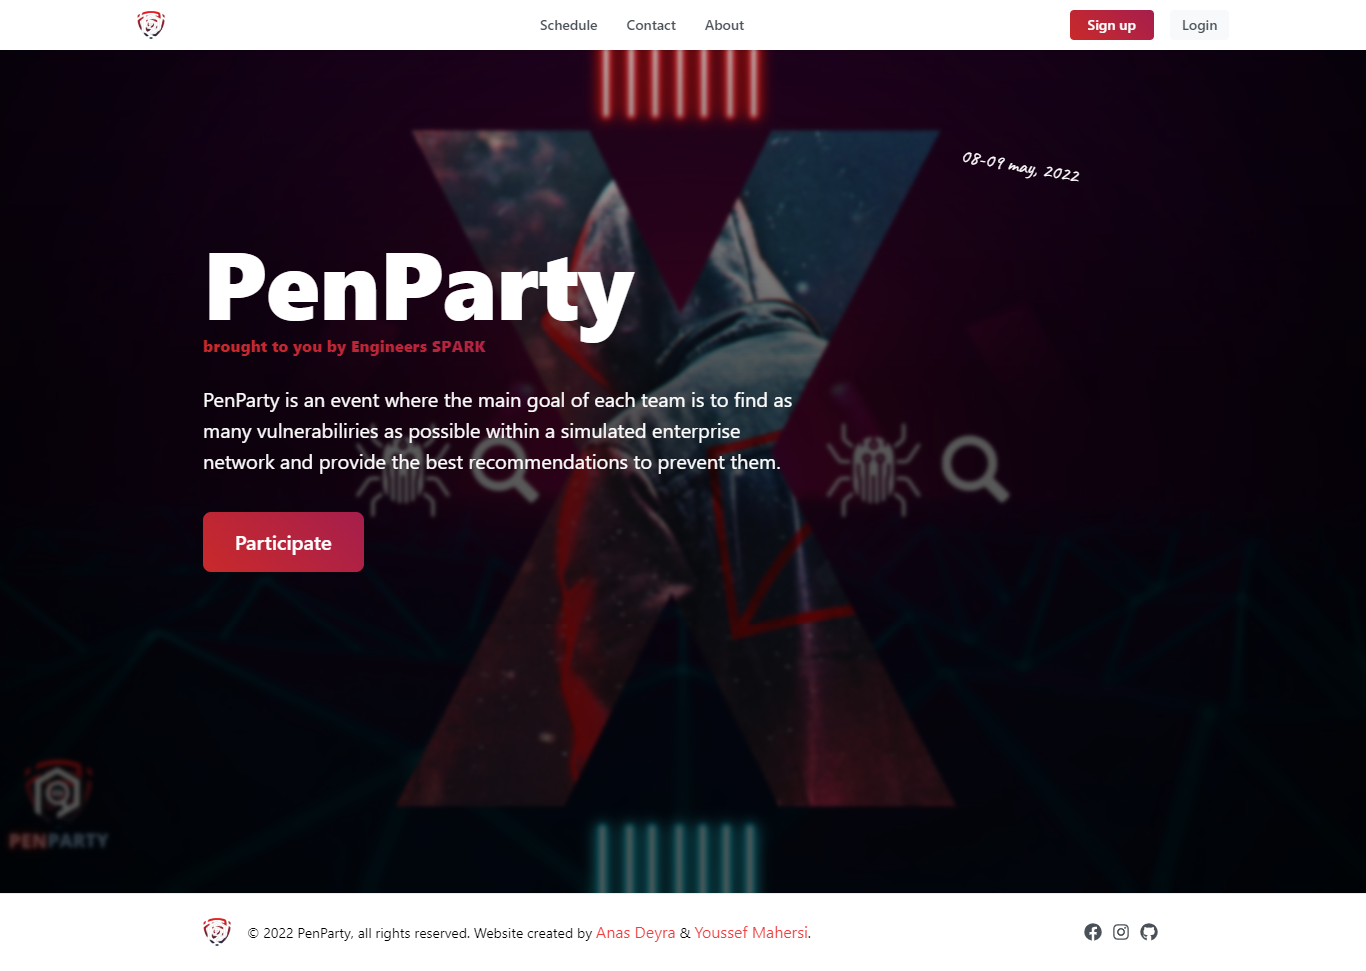 Schedule Contact About Sign up Login
08-09 may, 2022
PenParty
brought to you by Engineers SPARK
PenParty is an event where the main goal of each team is to find as
many vulnerabiliries as possible within a simulated enterprise
network and provide the best recommendations to prevent them.
Participate
PENPARTY
© 2022 PenParty, all rights reserved. Website created by Anas Deyra & Youssef Mahersi.